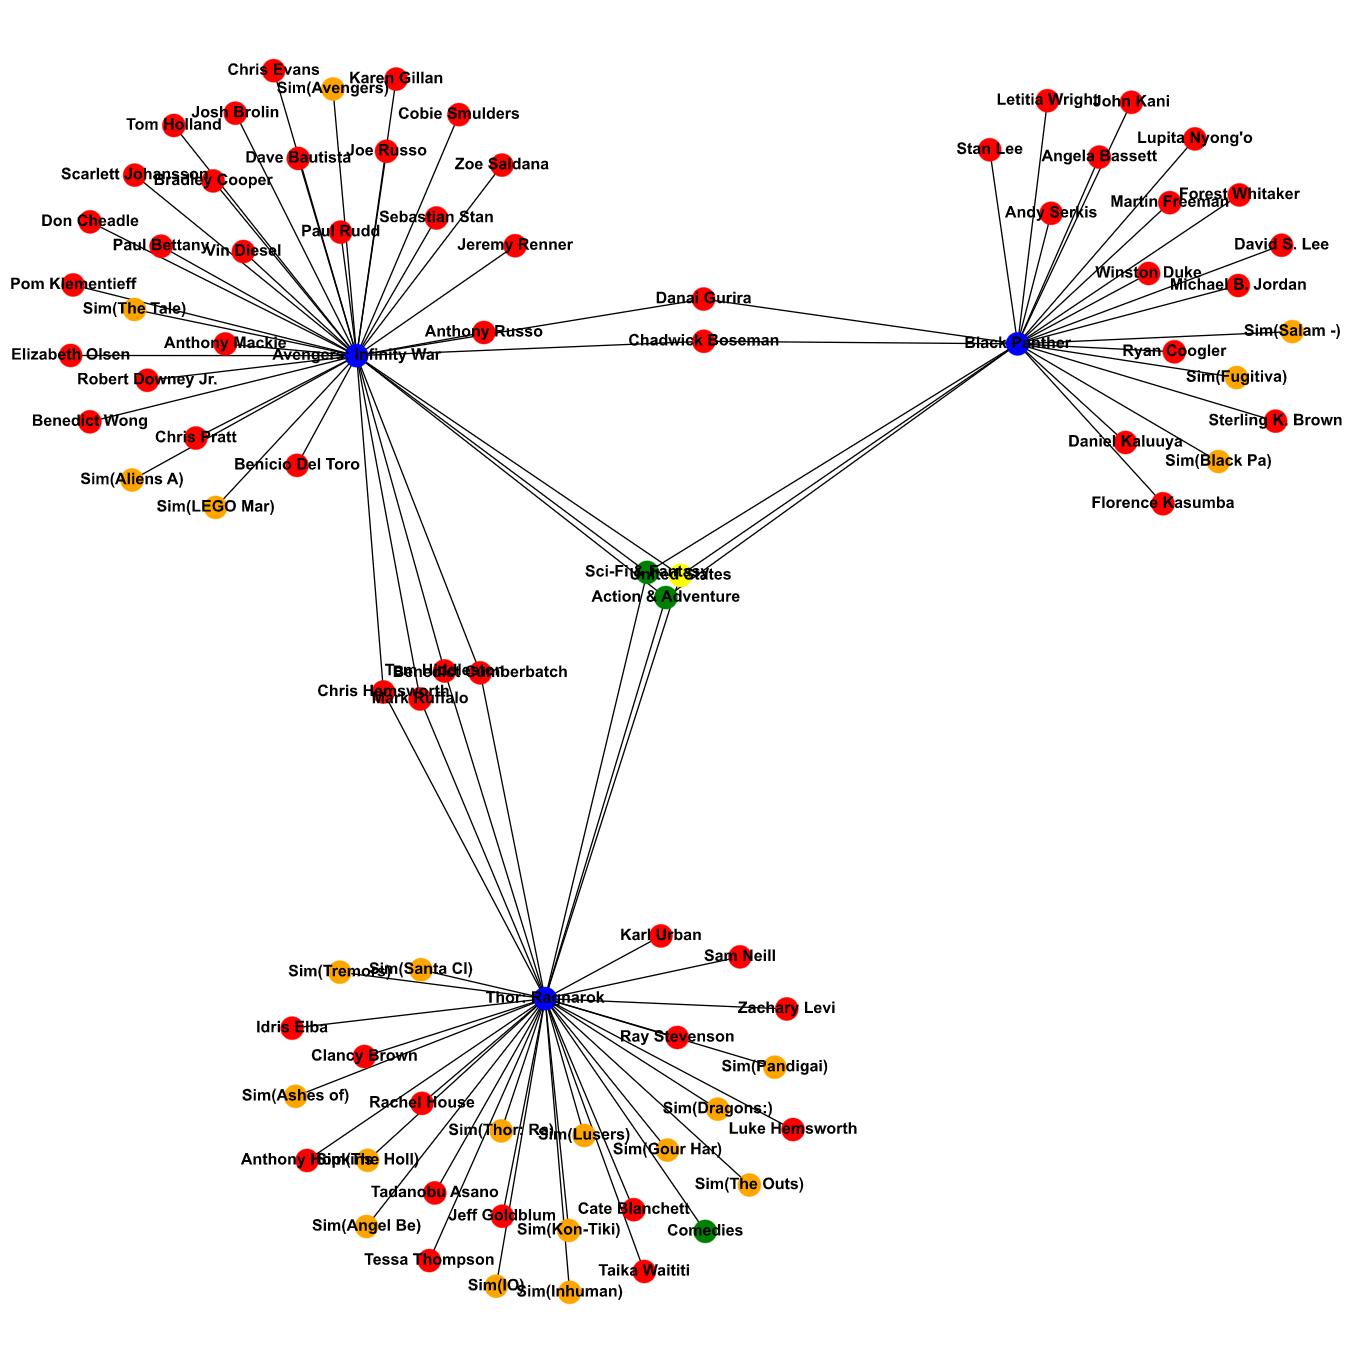 Chris Evans
Karen Gillan
Sim(Avengers)
Josh Brolin
Cobie Smulders
Tom Holland
Dave Bautista
Joe Russo
Zoe Saldana
Scarlett Johansson
Bradley Cooper
Don Cheadle
Sebastian Stan
Paul Rudd
Paul Bettany
Vin Diesel
Jeremy Renner
Pom Klementieff
Sim(The Tale)
Anthony Russo
Anthony Mackie
Elizabeth Olsen
Avengers: Infinity War
Robert Downey Jr.
Benedict Wong
Chris Pratt
Benicio Del Toro
Sim(Aliens A)
Sim(LEGO Mar)
Danai Gurira
Chadwick Boseman
Letitia Wright
John Kani
Lupita Nyong'o
Stan Lee
Angela Bassett
Forest Whitaker
Martin Freeman
Andy Serkis
David S. Lee
Winston Duke
Michael B. Jordan
Sim(Salam -)
Black Panther
Ryan Coogler
Sim(Fugitiva)
Sterling K. Brown
Daniel Kaluuya
Sim(Black Pa)
Florence Kasumba
Sci-Fi & Fantasy
United States
Action & Adventure
Tom Hiddleston
Benedict Cumberbatch
Chris Hemsworth
Mark Ruffalo
Karl Urban
Sam Neill
Sim(Tremors)
Sim(Santa Cl)
Thor: Ragnarok
Zachary Levi
Idris Elba
Ray Stevenson
Clancy Brown
Sim(Pandigai)
Sim(Ashes of)
Rachel House
Sim(Dragons:)
Luke Hemsworth
Sim(Thor: Ra)
Sim(Lusers)
Sim(Gour Har)
Anthony Hopkins
Sim(The Holl)
Sim(The Outs)
Tadanobu Asano
Cate Blanchett
Jeff Goldblum
Sim(Angel Be)
Sim(Kon-Tiki)
Comedies
Tessa Thompson
Taika Waititi
Sim(IO)
Sim(Inhuman)